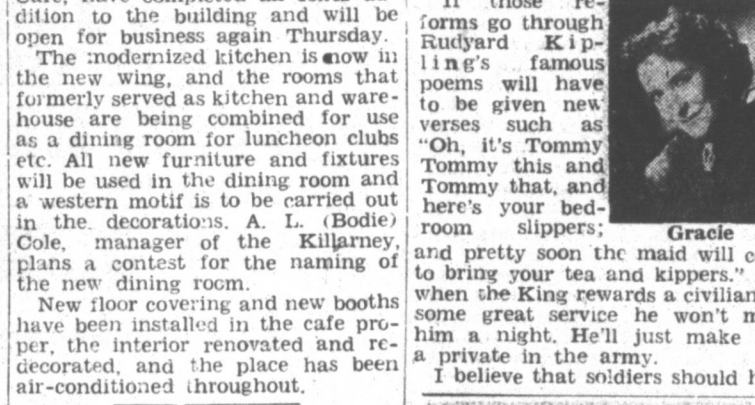 dition to the building and will be
open for business again Thursday.
The modernized kitchen is now in
the new wing, and the rooms that
formerly served as kitchen and ware-
house are being combined for use
as a dining room for luncheon clubs
etc. All new furniture and fixtures
will be used in the dining room and
a western motif is to be carried out
in the decorations. A. L. (Bodie)
Cole, manager of the Killarney,
plans a contest for the naming of
the new dining room.
New floor covering and new booths
have been installed in the cafe pro-
per, the interior renovated and re-
decorated, and the place has been
air-conditioned throughout.
If those re-
forms go through
Rudyard Kip-
ling's famous
poems will have
to be given new
verses such as
"Oh, it's Tommy
Tommy this and
Tommy that, and
here's your bed-
room slippers;
Gracie
and pretty soon the maid will
to bring your tea and kippers."
when the King rewards a civilian
some great service he won't
him a night. He'll just make
a private in the army.
I believe that soldiers should